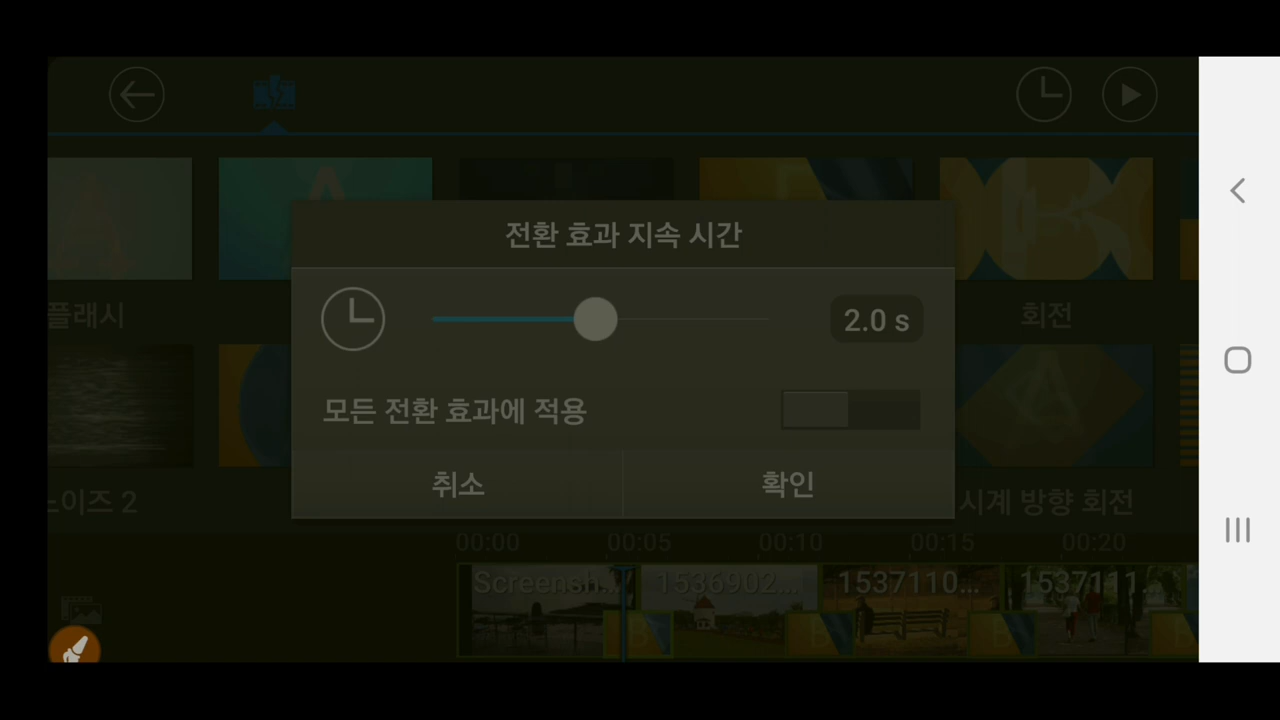 전환 효과 지속 시간
2.0 s
모든 전환 효과에 적용
취소 확인
플래시 회전
노이즈 2 시계 방향 회전
00:00 00:05 00:10 00:15 00:20
Screensh... 1536902... 1537110... 1537111...